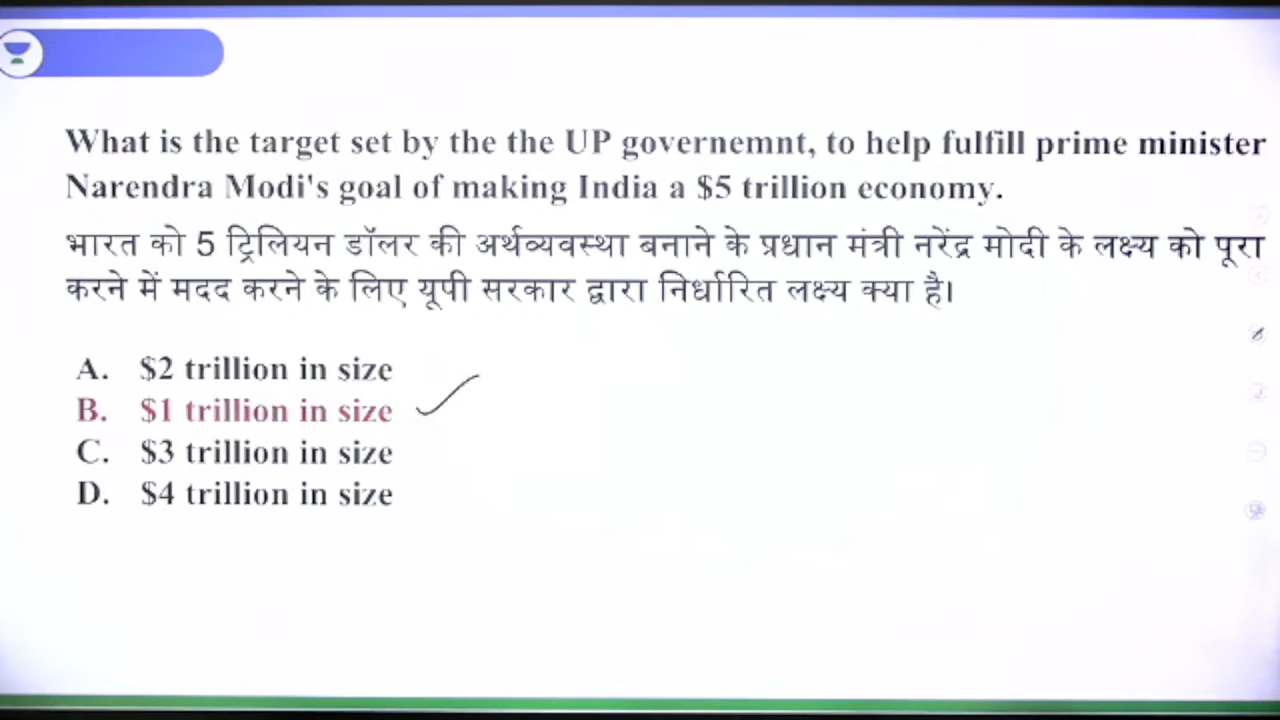 What is the target set by the the UP governemnt, to help fulfill prime minister
Narendra Modi's goal of making India a $5 trillion economy.
भारत को 5 ट्रिलियन डॉलर की अर्थव्यवस्था बनाने के प्रधान मंत्री नरेंद्र मोदी के लक्ष्य को पूरा
करने में मदद करने के लिए यूपी सरकार द्वारा निर्धारित लक्ष्य क्या है।
A. $2 trillion in size
B. $1 trillion in size
C. $3 trillion in size
D. $4 trillion in size